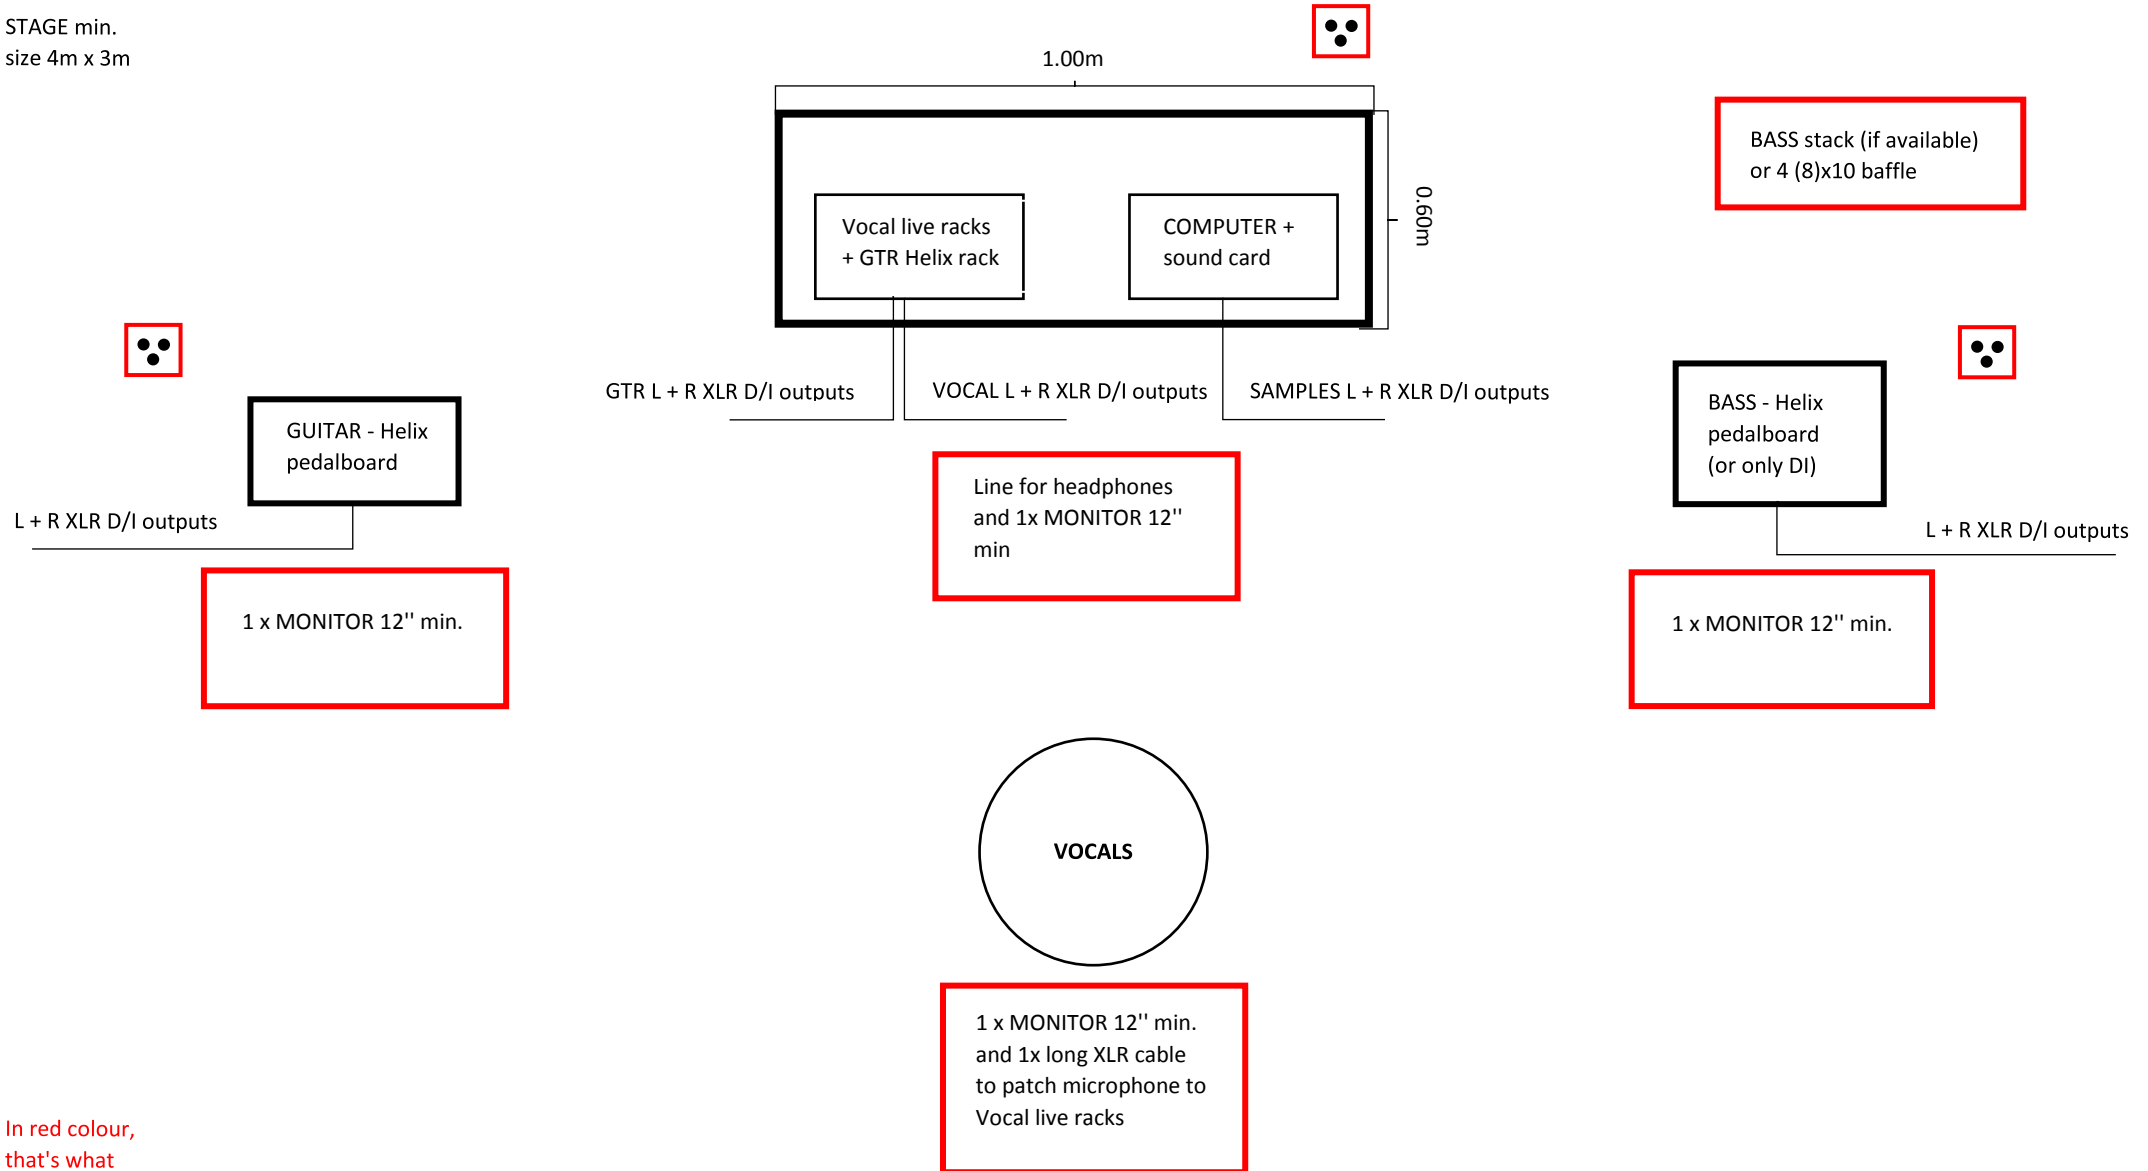 STAGE min.
size 4m x 3m
1.00m
0.60m
BASS stack (if available)
or 4 (8)x10 baffle
Vocal live racks
+ GTR Helix rack
COMPUTER +
sound card
GTR L + R XLR D/I outputs
VOCAL L + R XLR D/I outputs
SAMPLES L + R XLR D/I outputs
GUITAR - Helix
pedalboard
BASS - Helix
pedalboard
(or only DI)
L + R XLR D/I outputs
L + R XLR D/I outputs
Line for headphones
and 1x MONITOR 12''
min
1 x MONITOR 12'' min.
1 x MONITOR 12'' min.
VOCALS
1 x MONITOR 12'' min.
and 1x long XLR cable
to patch microphone to
Vocal live racks
In red colour,
that's what